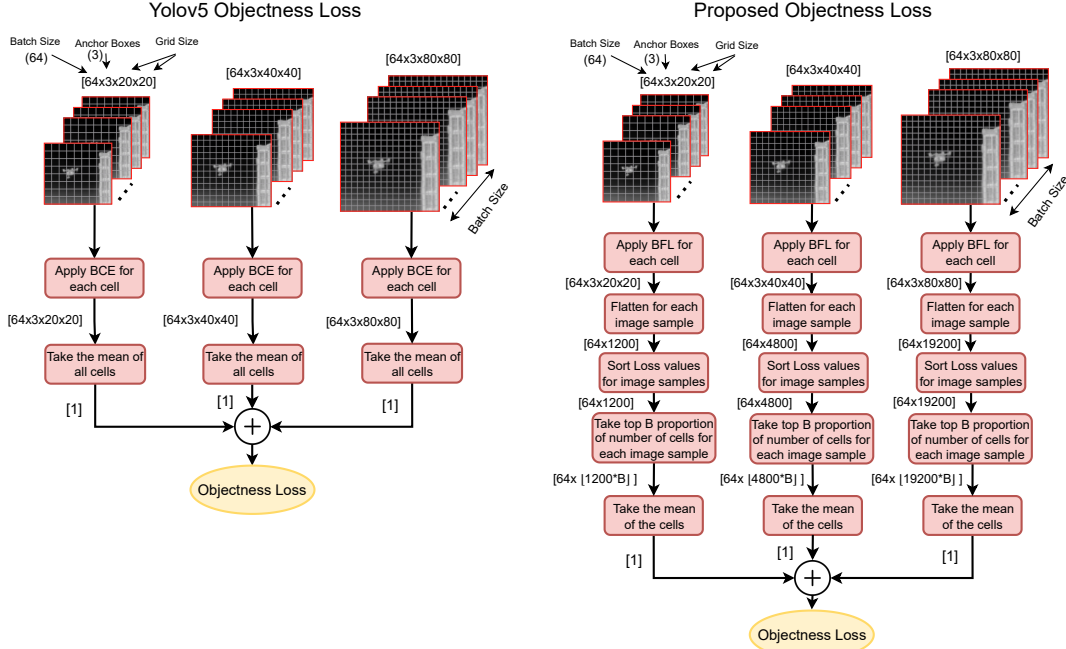 Yolov5 Objectness Loss
Batch Size
(64)
Anchor Boxes
(3)
Grid Size
[64x3x20x20]
[64x3x40x40]
[64x3x80x80]
Batch Size
Apply BCE for
each cell
Apply BCE for
each cell
Apply BCE for
each cell
[64x3x20x20]
[64x3x40x40]
[64x3x80x80]
Take the mean of
all cells
Take the mean of
all cells
Take the mean of
all cells
[1]
[1]
[1]
+
Objectness Loss
Proposed Objectness Loss
Batch Size
(64)
Anchor Boxes
(3)
Grid Size
[64x3x20x20]
[64x3x40x40]
[64x3x80x80]
Batch Size
Apply BFL for
each cell
Apply BFL for
each cell
Apply BFL for
each cell
[64x3x20x20]
[64x3x40x40]
[64x3x80x80]
Flatten for each
image sample
Flatten for each
image sample
Flatten for each
image sample
[64x1200]
[64x4800]
[64x19200]
Sort Loss values
for image samples
Sort Loss values
for image samples
Sort Loss values
for image samples
[64x1200]
[64x4800]
[64x19200]
Take top B proportion
of number of cells for
each image sample
Take top B proportion
of number of cells for
each image sample
Take top B proportion
of number of cells for
each image sample
[64x ⌊1200*B⌋ ]
[64x ⌊4800*B⌋ ]
[64x ⌊19200*B⌋ ]
Take the mean
of the cells
Take the mean
of the cells
Take the mean
of the cells
[1]
[1]
[1]
+
Objectness Loss